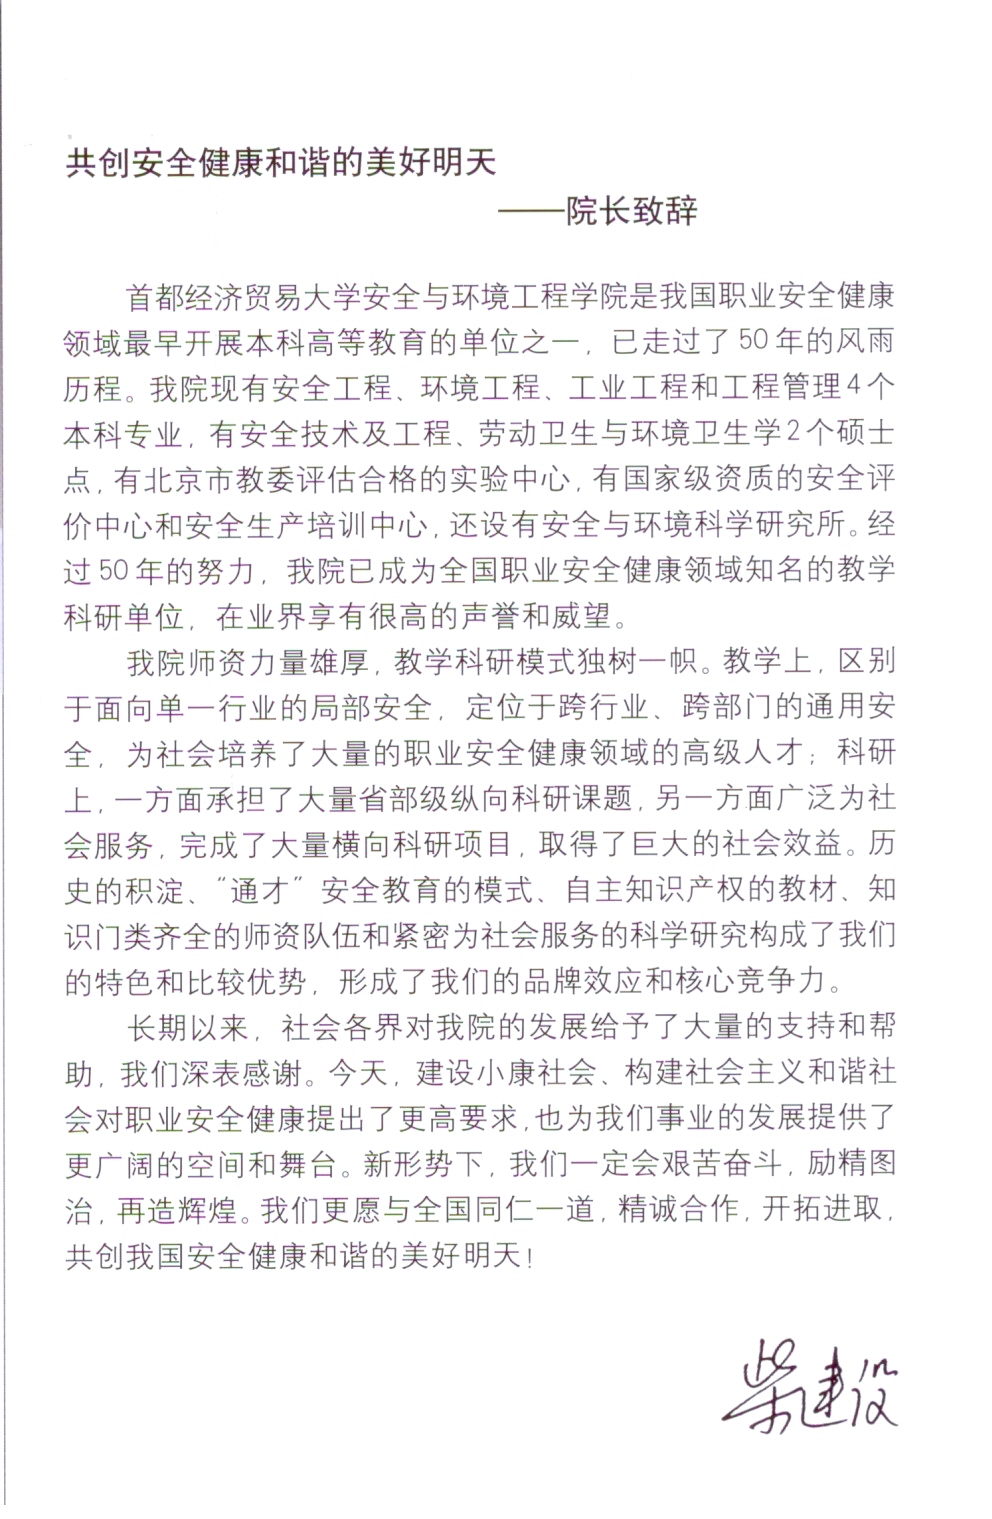 共创安全健康和谐的美好明天
——院长致辞
首都经济贸易大学安全与环境工程学院是我国职业安全健康
领域最早开展本科高等教育的单位之一，已走过了50年的风雨
历程。我院现有安全工程、环境工程、工业工程和工程管理4个
本科专业，有安全技术及工程、劳动卫生与环境卫生学2个硕士
点，有北京市教委评估合格的实验中心，有国家级资质的安全评
价中心和安全生产培训中心，还设有安全与环境科学研究所。经
过50年的努力，我院已成为全国职业安全健康领域知名的教学
科研单位，在业界享有很高的声誉和威望。
我院师资力量雄厚，教学科研模式独树一帜。教学上，区别
于面向单一行业的局部安全，定位于跨行业、跨部门的通用安
全，为社会培养了大量的职业安全健康领域的高级人才；科研
上，一方面承担了大量省部级纵向科研课题，另一方面广泛为社
会服务，完成了大量横向科研项目，取得了巨大的社会效益。历
史的积淀、“通才”安全教育的模式、自主知识产权的教材、知
识门类齐全的师资队伍和紧密为社会服务的科学研究构成了我们
的特色和比较优势，形成了我们的品牌效应和核心竞争力。
长期以来，社会各界对我院的发展给予了大量的支持和帮
助，我们深表感谢。今天，建设小康社会、构建社会主义和谐社
会对职业安全健康提出了更高要求，也为我们事业的发展提供了
更广阔的空间和舞台。新形势下，我们一定会艰苦奋斗，励精图
治，再造辉煌。我们更愿与全国同仁一道，精诚合作，开拓进取，
共创我国安全健康和谐的美好明天！
柴建设